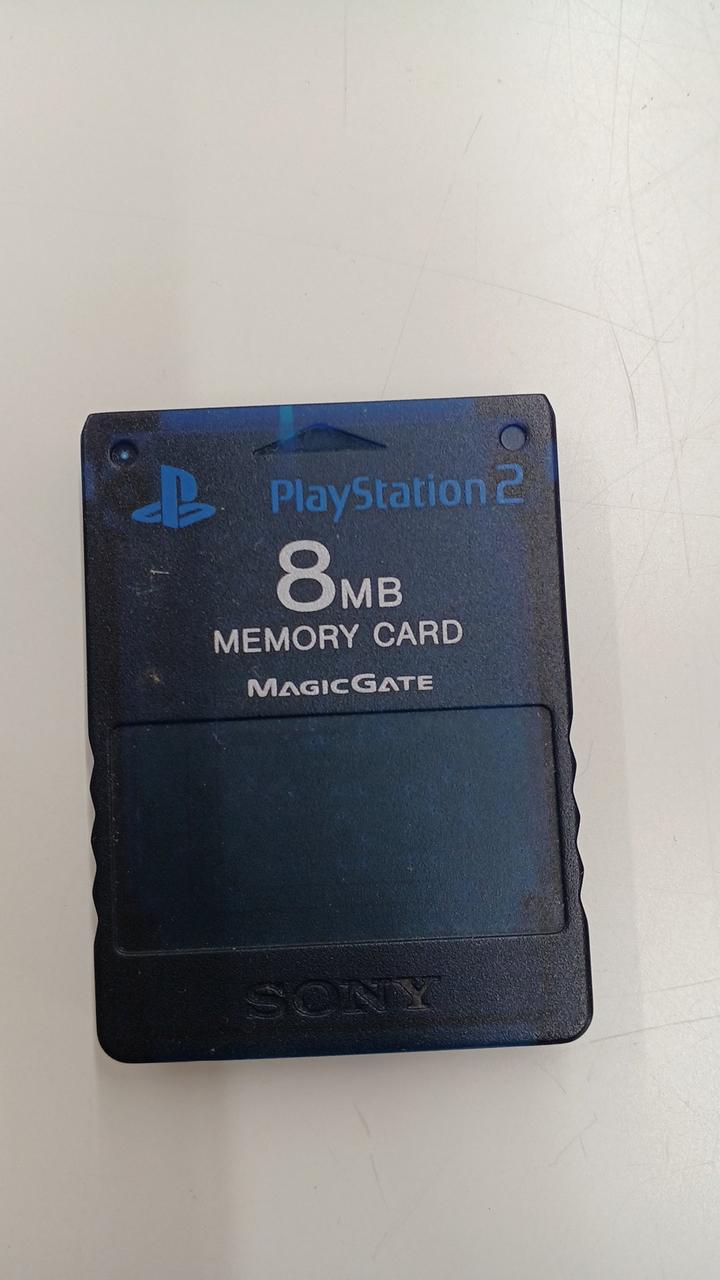 PlayStation 2
8MB
MEMORY CARD
MAGICGATE
SONY